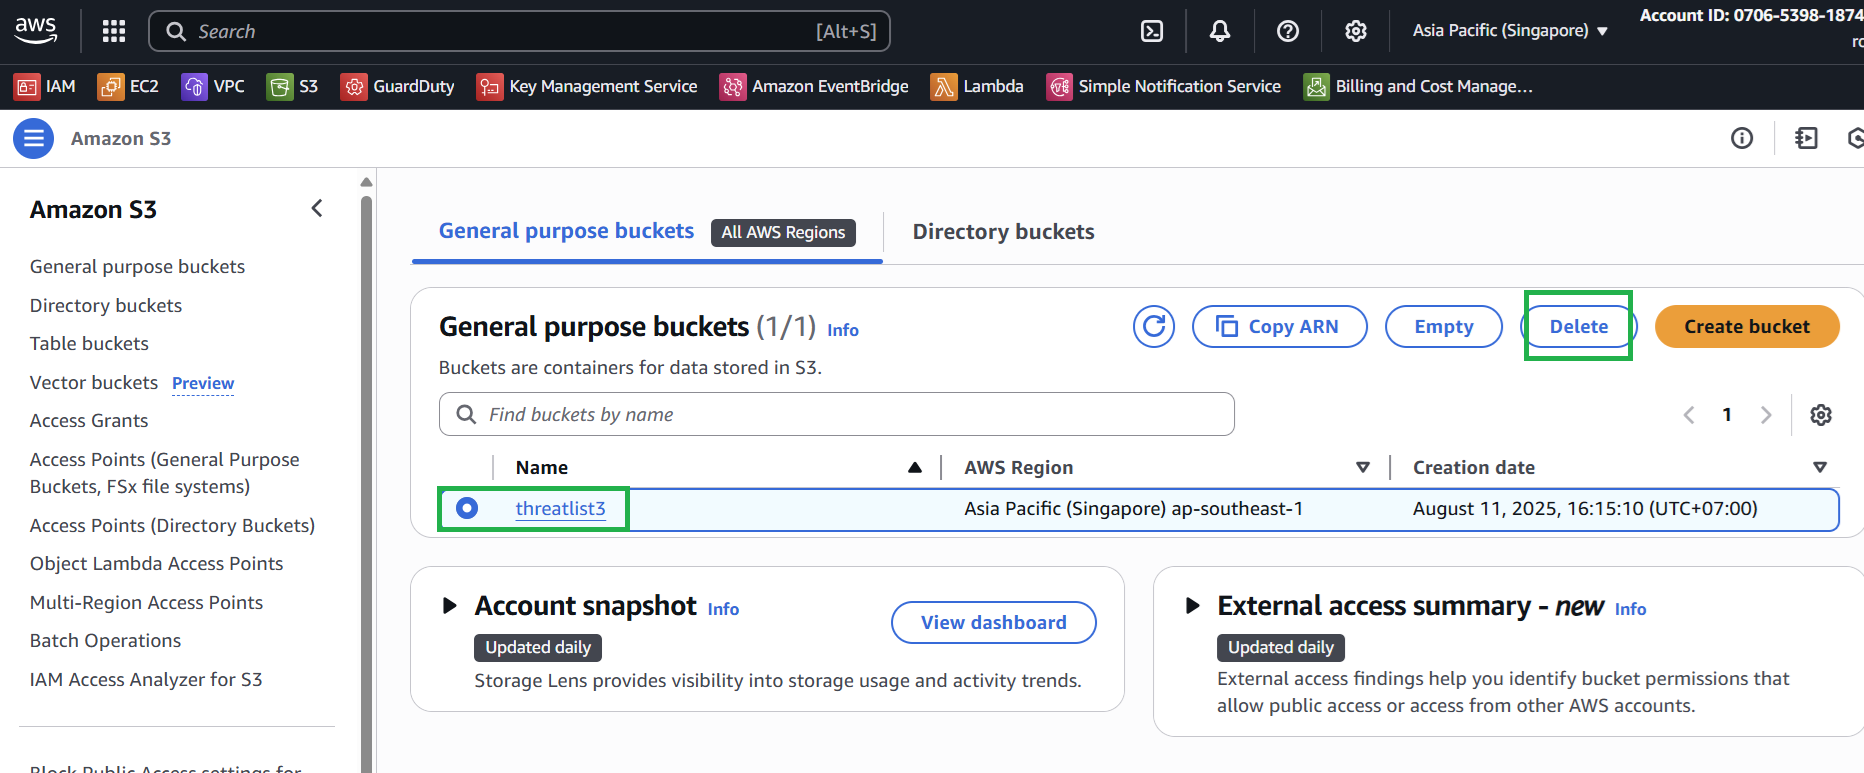 aws
Search [Alt+S]
Asia Pacific (Singapore)
Account ID: 0706-5398-1874
IAM EC2 VPC S3 GuardDuty Key Management Service Amazon EventBridge Lambda Simple Notification Service Billing and Cost Manage...
Amazon S3
Amazon S3
General purpose buckets
Directory buckets
Table buckets
Vector buckets Preview
Access Grants
Access Points (General Purpose
Buckets, FSx file systems)
Access Points (Directory Buckets)
Object Lambda Access Points
Multi-Region Access Points
Batch Operations
IAM Access Analyzer for S3
Block Public Access settings for
General purpose buckets All AWS Regions Directory buckets
General purpose buckets (1/1) Info
Copy ARN Empty Delete Create bucket
Buckets are containers for data stored in S3.
Find buckets by name
1
Name AWS Region Creation date
threatlist3 Asia Pacific (Singapore) ap-southeast-1 August 11, 2025, 16:15:10 (UTC+07:00)
Account snapshot Info
View dashboard
Updated daily
Storage Lens provides visibility into storage usage and activity trends.
External access summary - new Info
Updated daily
External access findings help you identify bucket permissions that
allow public access or access from other AWS accounts.